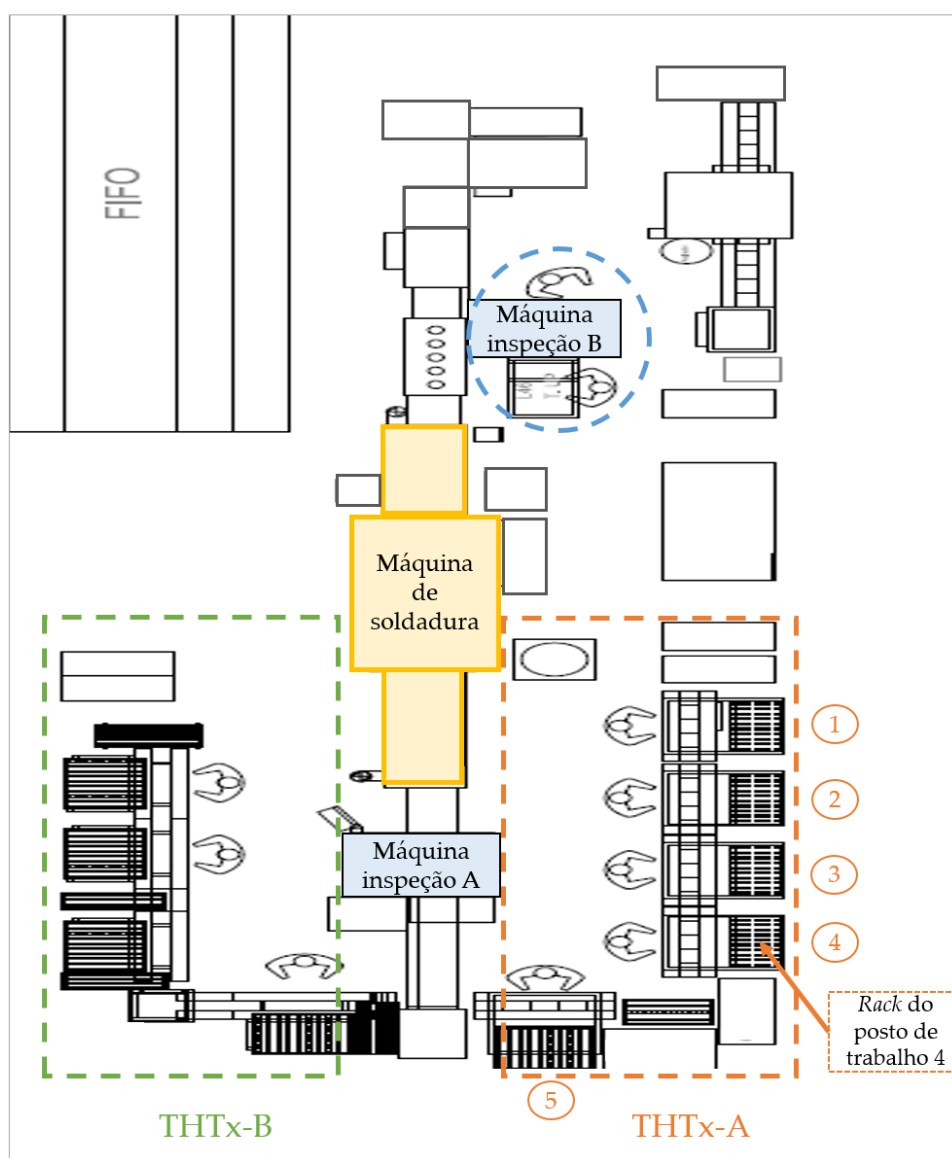 FIFO
Máquina
inspeção B
Máquina
de
soldadura
1
2
3
4
Máquina
inspeção A
Rack do
posto de
trabalho 4
5
THTx-B
THTx-A